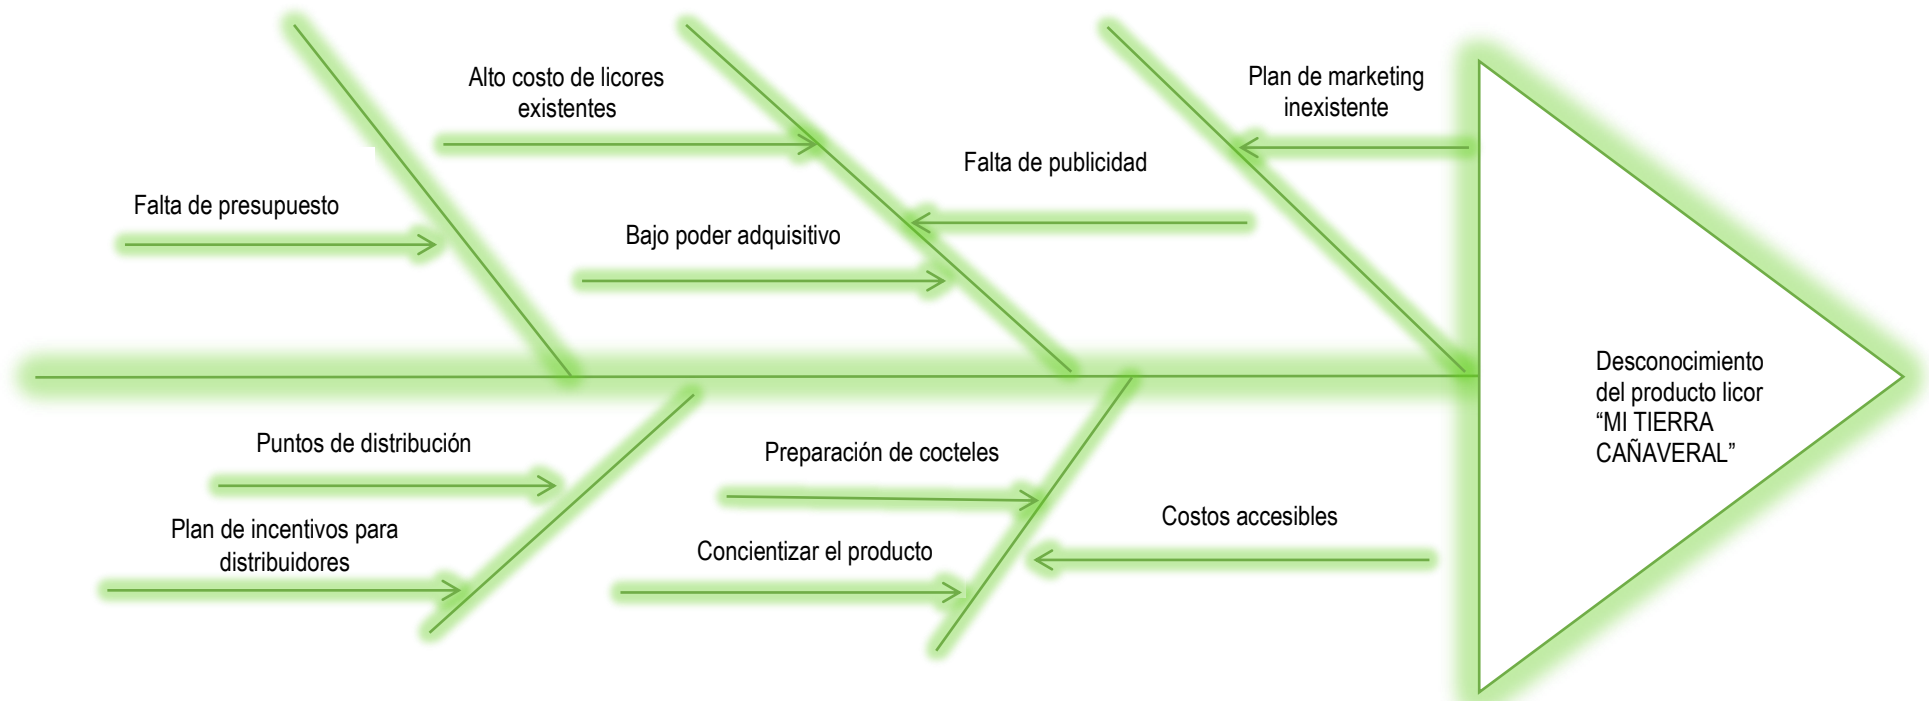 Alto costo de licores
existentes
Plan de marketing
inexistente
Falta de publicidad
Falta de presupuesto
Bajo poder adquisitivo
Desconocimiento
del producto licor
“MI TIERRA
CAÑAVERAL”
Puntos de distribución
Preparación de cocteles
Plan de incentivos para
distribuidores
Costos accesibles
Concientizar el producto